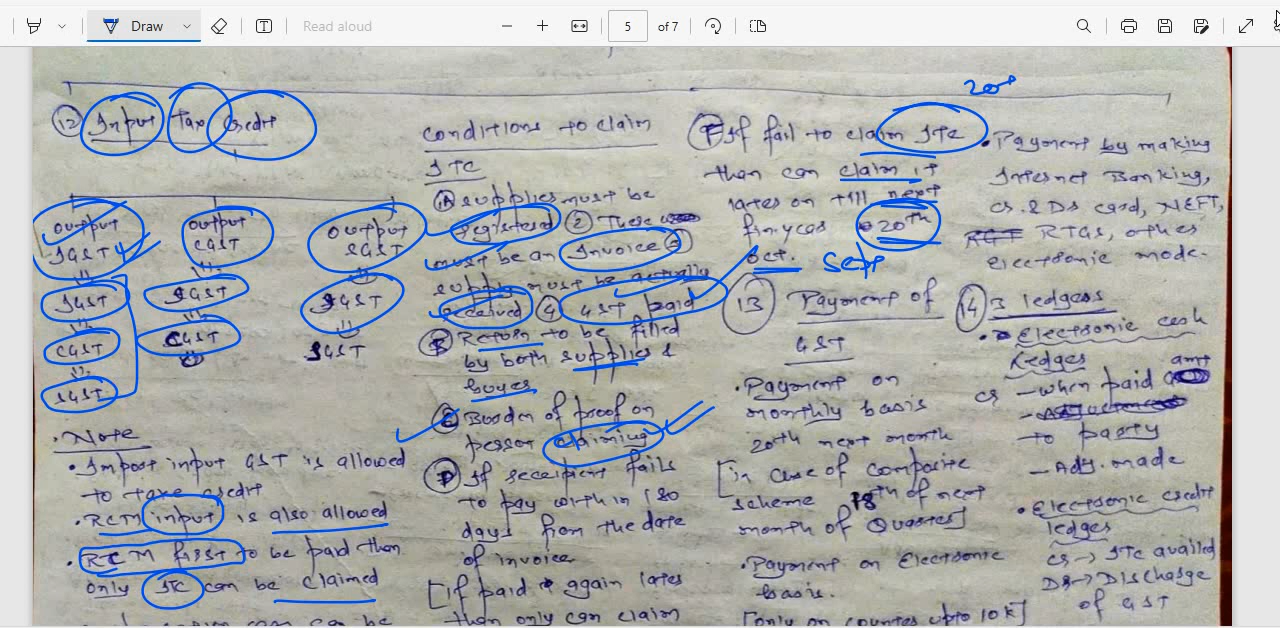 Draw
Read aloud
5
of 7
12 Input Tax Credit
output
IGST
IGST
CGST
SGST
output
CGST
IGST
CGST
output
SGST
IGST
SGST
Note
• Import input GST is allowed
to take credit
• RCM input is also allowed
• RCM first to be paid then
only ITC can be claimed
conditions to claim
ITC
① supplies must be
registered ② There
must be an Invoice ③
supply must be actually
received ④ GST paid
Return to be filled
by both supplier &
buyer
Burden of proof on
person claiming
If receipient fails
to pay within 180
days from the date
of invoice
[If paid again later
then only can claim
20th
If fail to claim ITC
than can claim it
later on till next
fin year 20th
Oct. Sept
13 Payment of
GST
• Payment on
monthly basis
20th next month
[in case of composite
scheme 18th of next
month of Quarter]
• Payment on Electronic
basis.
[only on counter upto 10k]
• Payment by making
Internet Banking,
cr. & Dr card, NEFT,
RTGS, other
electronic mode.
14 3 ledgers
• Electronic cash
ledger
cr – when paid amt
to party
– Adj. made
• Electronic credit
ledger
cr → ITC availed
Dr → Discharge
of GST